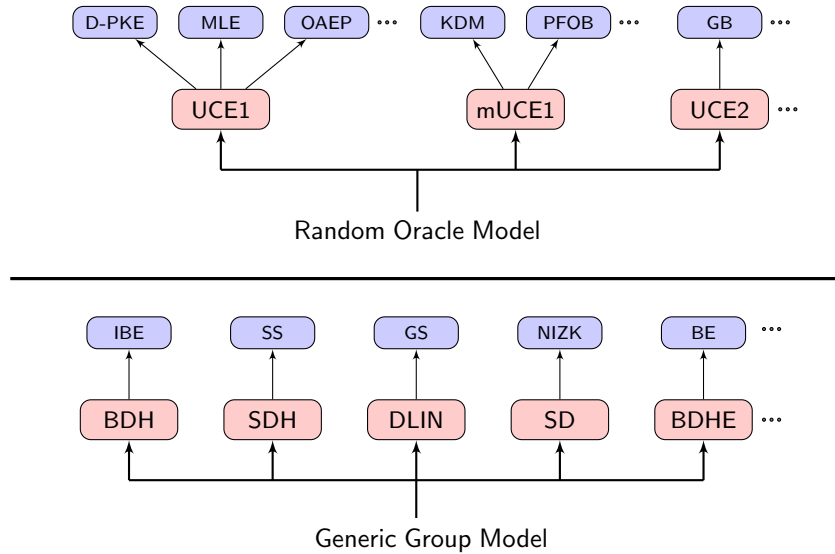 D-PKE MLE OAEP ··· KDM PFOB ··· GB ···
UCE1 mUCE1 UCE2 ···
Random Oracle Model
IBE SS GS NIZK BE ···
BDH SDH DLIN SD BDHE ···
Generic Group Model